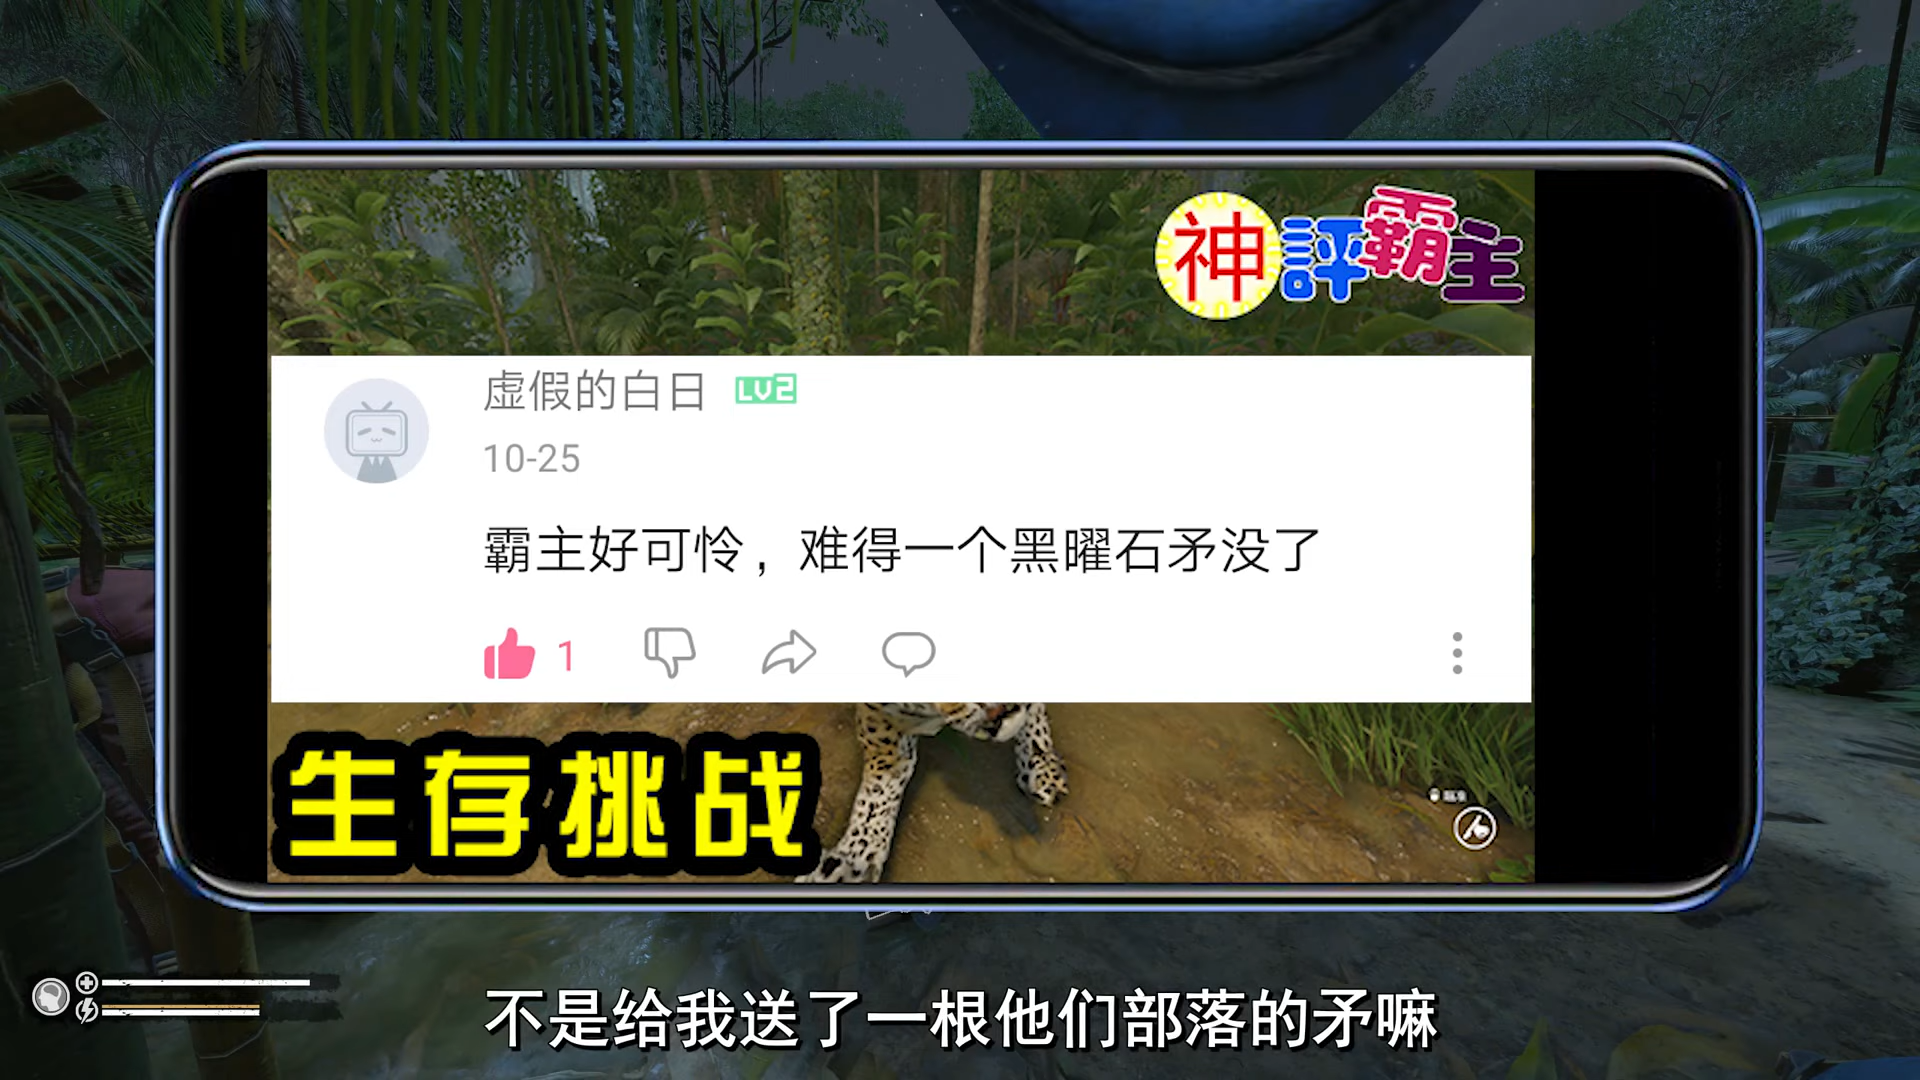 神評霸主
虚假的白日 LV2
10-25
霸主好可怜，难得一个黑曜石矛没了
1
生存挑战
不是给我送了一根他们部落的矛嘛